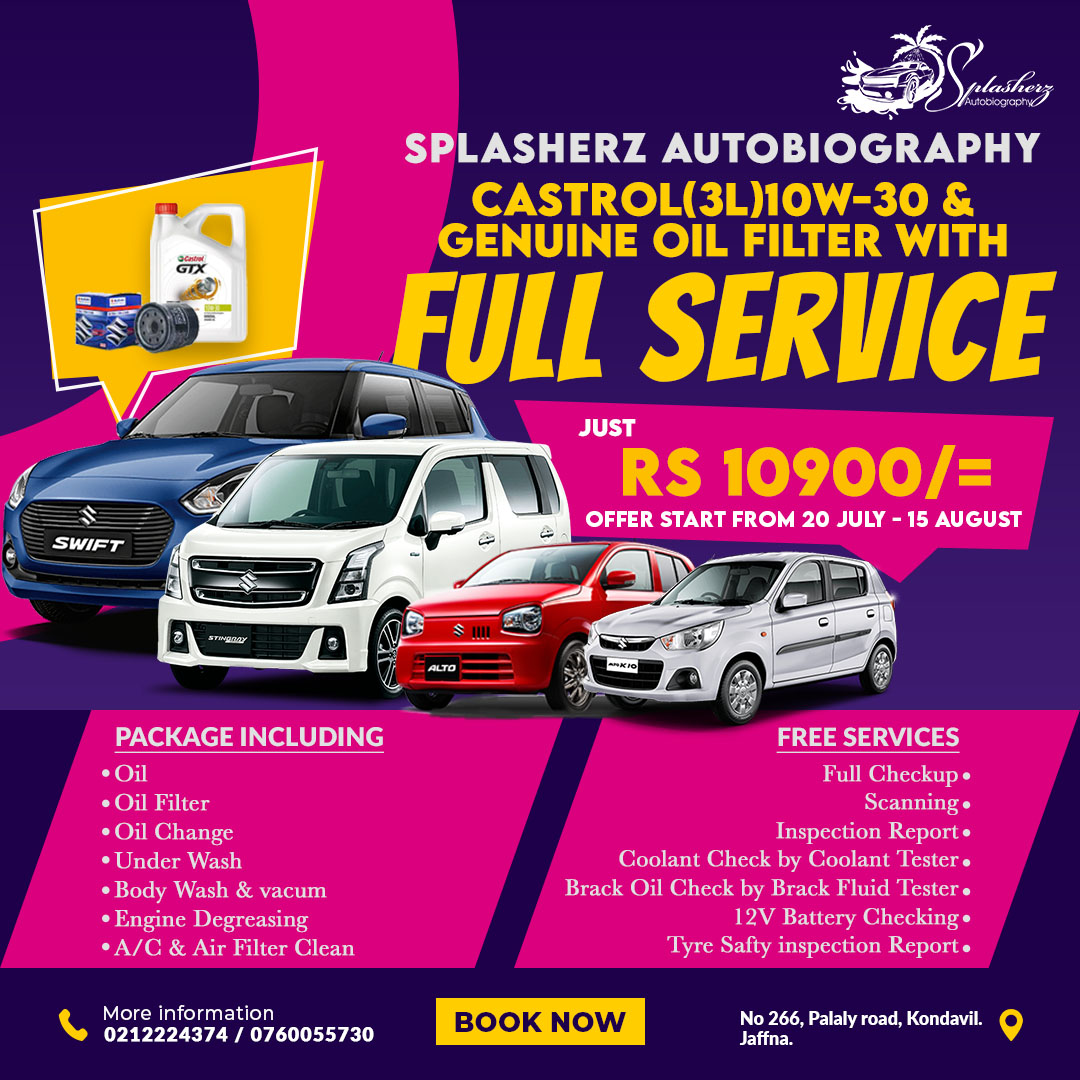 Splasherz
Autobiography
SPLASHERZ AUTOBIOGRAPHY
CASTROL(3L)10W-30 &
GENUINE OIL FILTER WITH
FULL SERVICE
Castrol
GTX
JUST
RS 10900/=
OFFER START FROM 20 JULY - 15 AUGUST
SWIFT
STINGRAY
ALTO
PACKAGE INCLUDING
• Oil
• Oil Filter
• Oil Change
• Under Wash
• Body Wash & vacum
• Engine Degreasing
• A/C & Air Filter Clean
FREE SERVICES
Full Checkup •
Scanning •
Inspection Report •
Coolant Check by Coolant Tester •
Brack Oil Check by Brack Fluid Tester •
12V Battery Checking •
Tyre Safty inspection Report •
More information
0212224374 / 0760055730
BOOK NOW
No 266, Palaly road, Kondavil.
Jaffna.